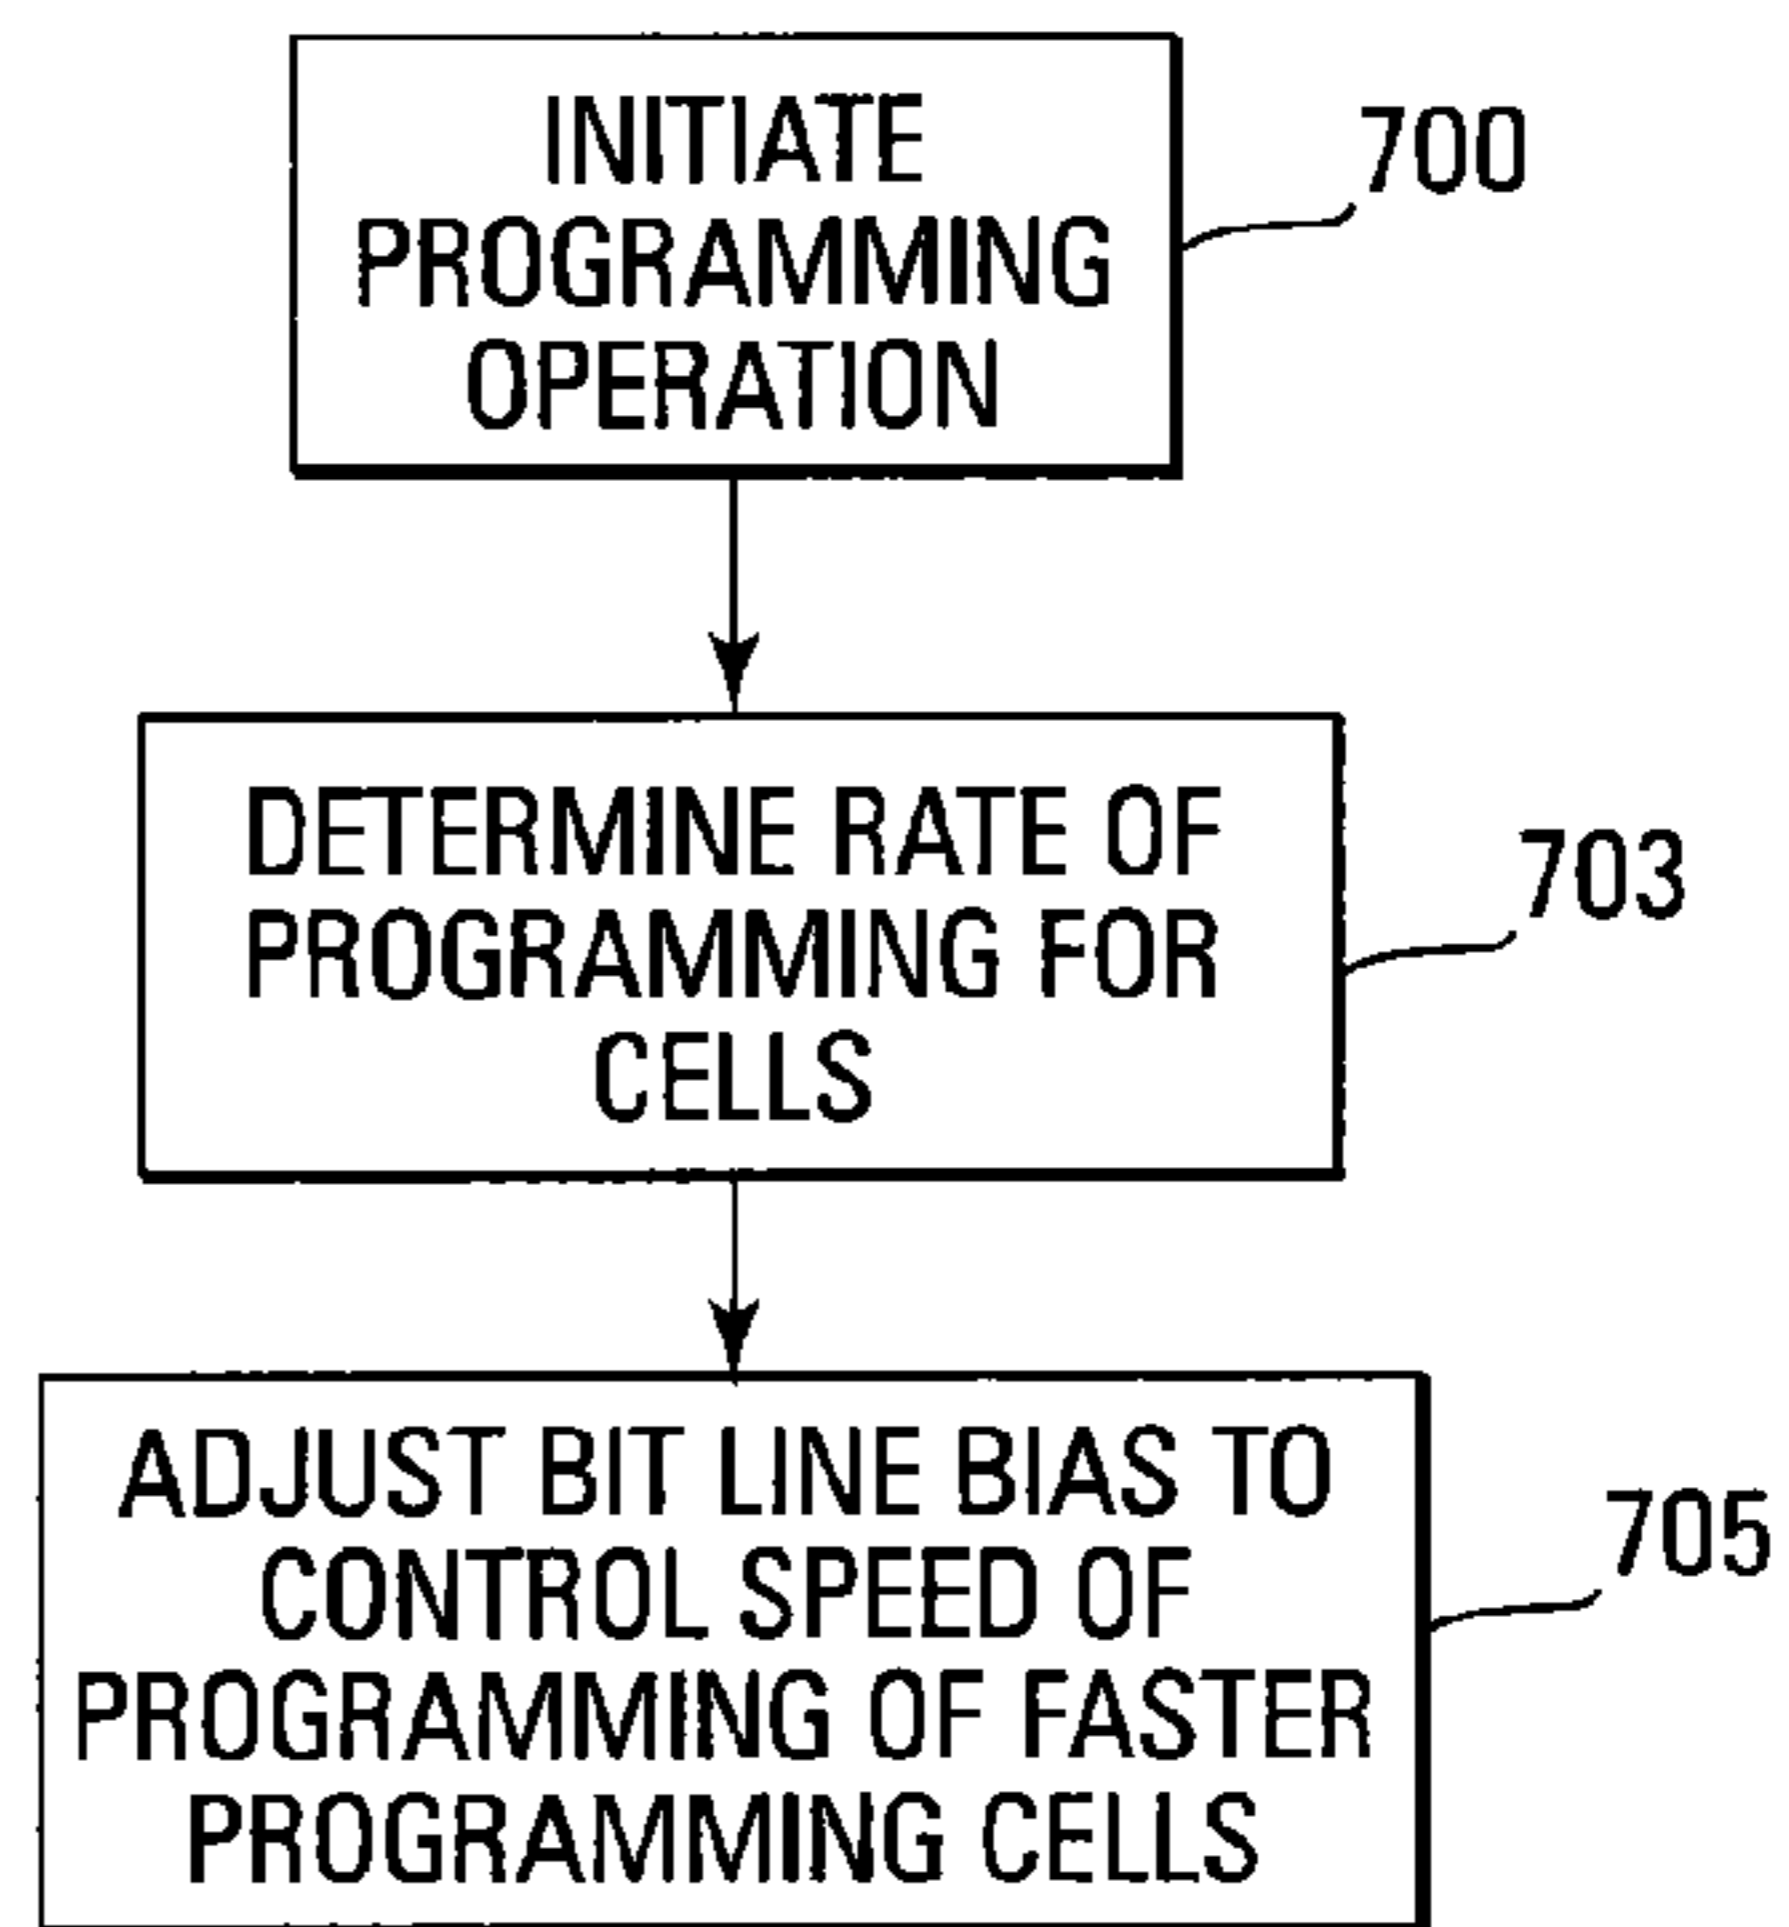 INITIATE
PROGRAMMING
OPERATION
700
DETERMINE RATE OF
PROGRAMMING FOR
CELLS
703
ADJUST BIT LINE BIAS TO
CONTROL SPEED OF
PROGRAMMING OF FASTER
PROGRAMMING CELLS
705